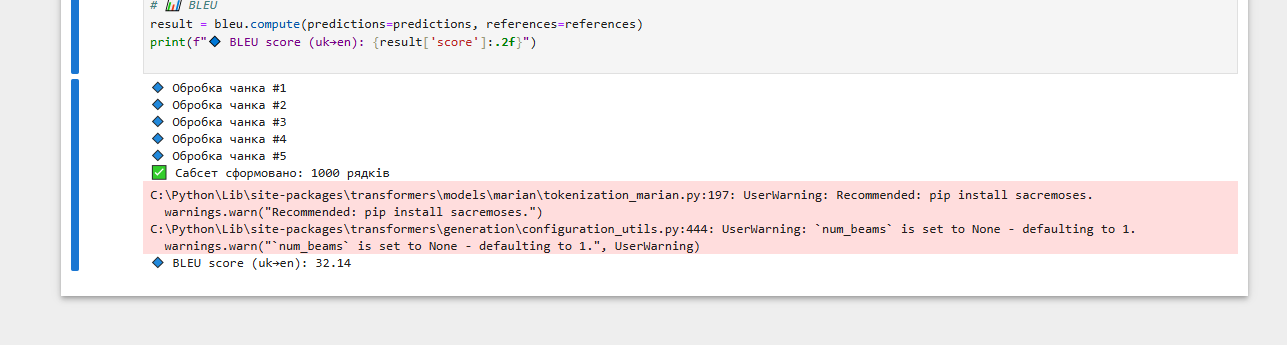 # 📊 BLEU
result = bleu.compute(predictions=predictions, references=references)
print(f"🔹 BLEU score (uk→en): {result['score']:.2f}")
🔹 Обробка чанка #1
🔹 Обробка чанка #2
🔹 Обробка чанка #3
🔹 Обробка чанка #4
🔹 Обробка чанка #5
✅ Сабсет сформовано: 1000 рядків
C:\Python\Lib\site-packages\transformers\models\marian\tokenization_marian.py:197: UserWarning: Recommended: pip install sacremoses.
  warnings.warn("Recommended: pip install sacremoses.")
C:\Python\Lib\site-packages\transformers\generation\configuration_utils.py:444: UserWarning: `num_beams` is set to None - defaulting to 1.
  warnings.warn("`num_beams` is set to None - defaulting to 1.", UserWarning)
🔹 BLEU score (uk→en): 32.14